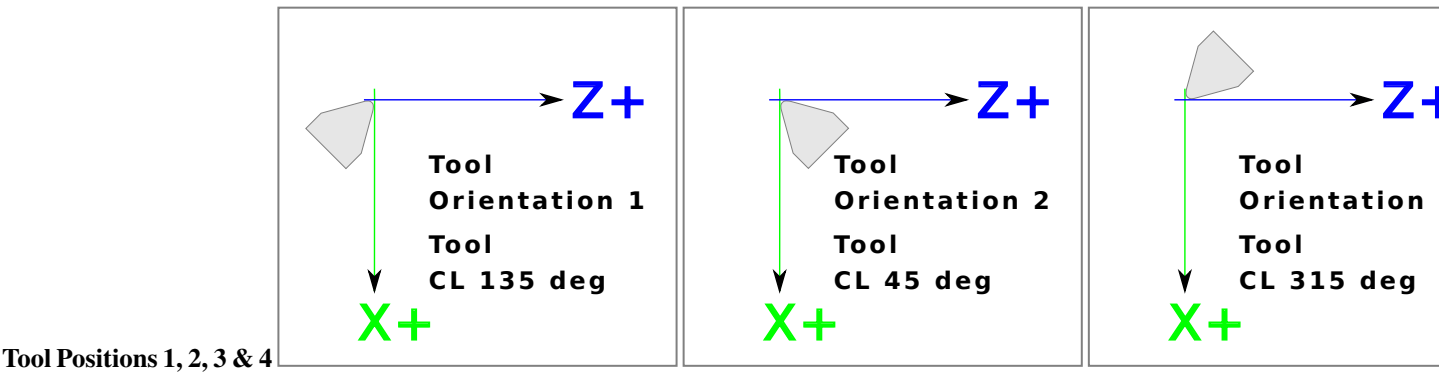 Tool Positions 1, 2, 3 & 4
Z+
Tool
Orientation 1
Tool
CL 135 deg
X+
Z+
Tool
Orientation 2
Tool
CL 45 deg
X+
Z+
Tool
Orientation
Tool
CL 315 deg
X+